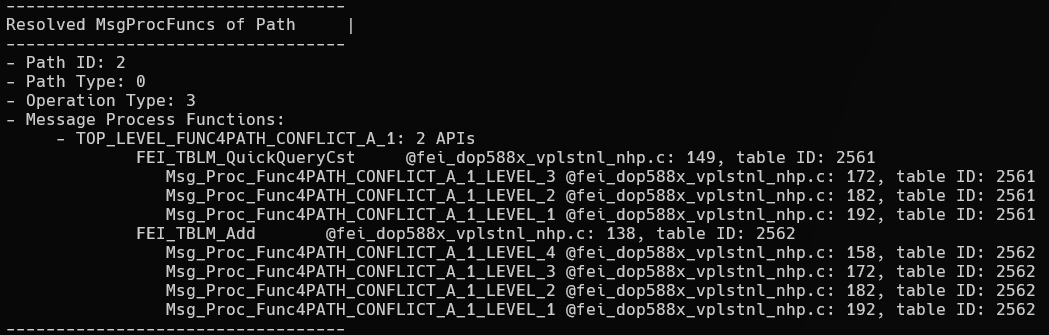 ----------------------------------
Resolved MsgProcFuncs of Path     |
----------------------------------
- Path ID: 2
- Path Type: 0
- Operation Type: 3
- Message Process Functions:
     - TOP_LEVEL_FUNC4PATH_CONFLICT_A_1: 2 APIs
             FEI_TBLM_QuickQueryCst     @fei_dop588x_vplstnl_nhp.c: 149, table ID: 2561
                Msg_Proc_Func4PATH_CONFLICT_A_1_LEVEL_3 @fei_dop588x_vplstnl_nhp.c: 172, table ID: 2561
                Msg_Proc_Func4PATH_CONFLICT_A_1_LEVEL_2 @fei_dop588x_vplstnl_nhp.c: 182, table ID: 2561
                Msg_Proc_Func4PATH_CONFLICT_A_1_LEVEL_1 @fei_dop588x_vplstnl_nhp.c: 192, table ID: 2561
             FEI_TBLM_Add       @fei_dop588x_vplstnl_nhp.c: 138, table ID: 2562
                Msg_Proc_Func4PATH_CONFLICT_A_1_LEVEL_4 @fei_dop588x_vplstnl_nhp.c: 158, table ID: 2562
                Msg_Proc_Func4PATH_CONFLICT_A_1_LEVEL_3 @fei_dop588x_vplstnl_nhp.c: 172, table ID: 2562
                Msg_Proc_Func4PATH_CONFLICT_A_1_LEVEL_2 @fei_dop588x_vplstnl_nhp.c: 182, table ID: 2562
                Msg_Proc_Func4PATH_CONFLICT_A_1_LEVEL_1 @fei_dop588x_vplstnl_nhp.c: 192, table ID: 2562
----------------------------------